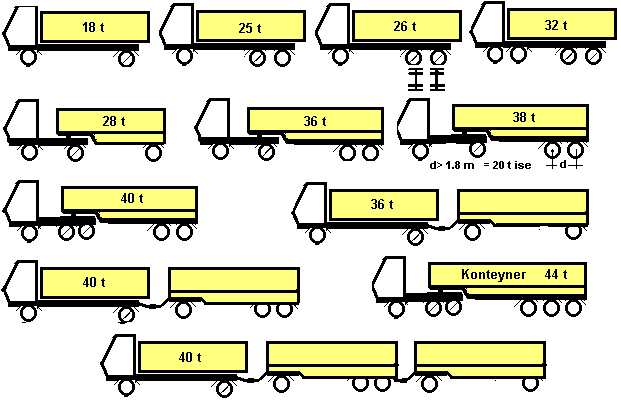 18 t
25 t
26 t
32 t
28 t
36 t
38 t
d> 1.8 m = 20 t ise
d
40 t
36 t
40 t
Konteyner 44 t
40 t